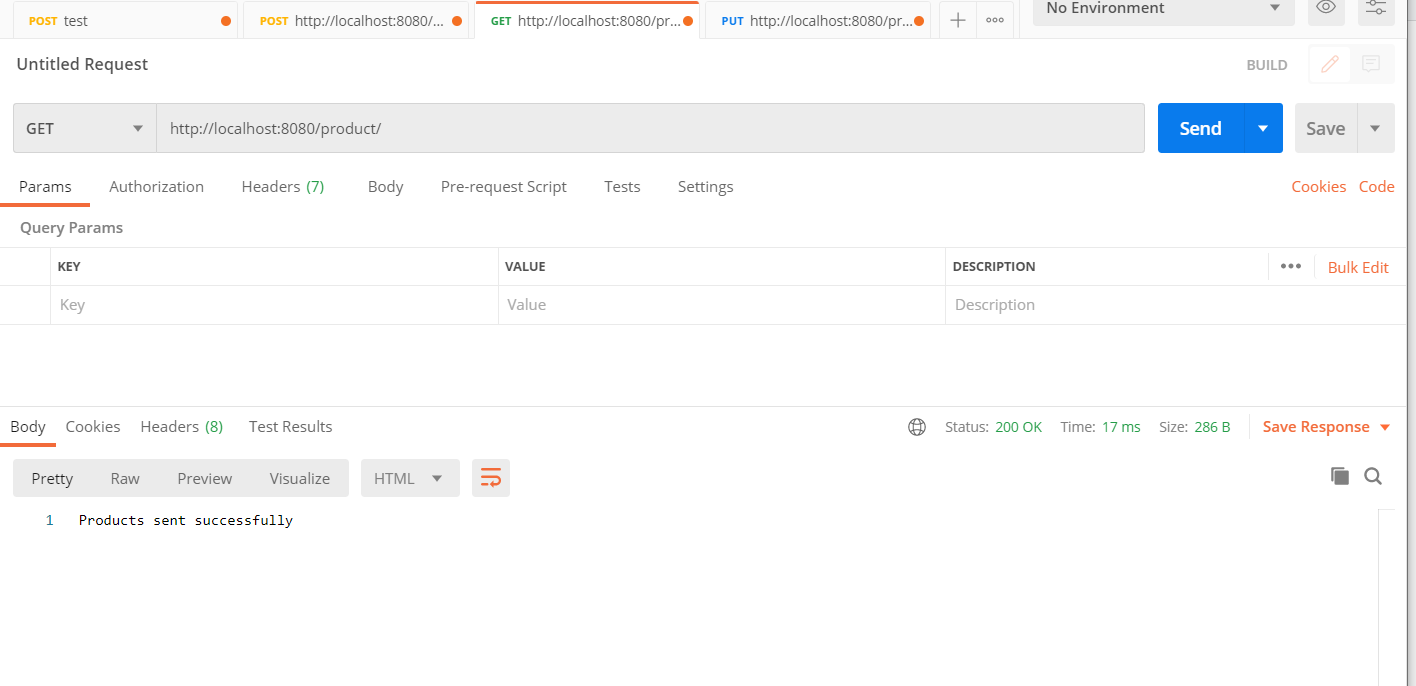 POST test
POST http://localhost:8080/...
GET http://localhost:8080/pr...
PUT http://localhost:8080/pr...
No Environment
Untitled Request
BUILD
GET
http://localhost:8080/product/
Send
Save
Params Authorization Headers (7) Body Pre-request Script Tests Settings
Cookies Code
Query Params
KEY VALUE DESCRIPTION
Bulk Edit
Key Value Description
Body Cookies Headers (8) Test Results
Status: 200 OK Time: 17 ms Size: 286 B
Save Response
Pretty Raw Preview Visualize
HTML
1 Products sent successfully